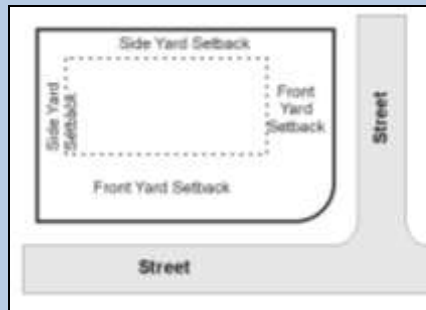 Side Yard Setback
Side Yard
Setback
Front
Yard
Setback
Street
Front Yard Setback
Street